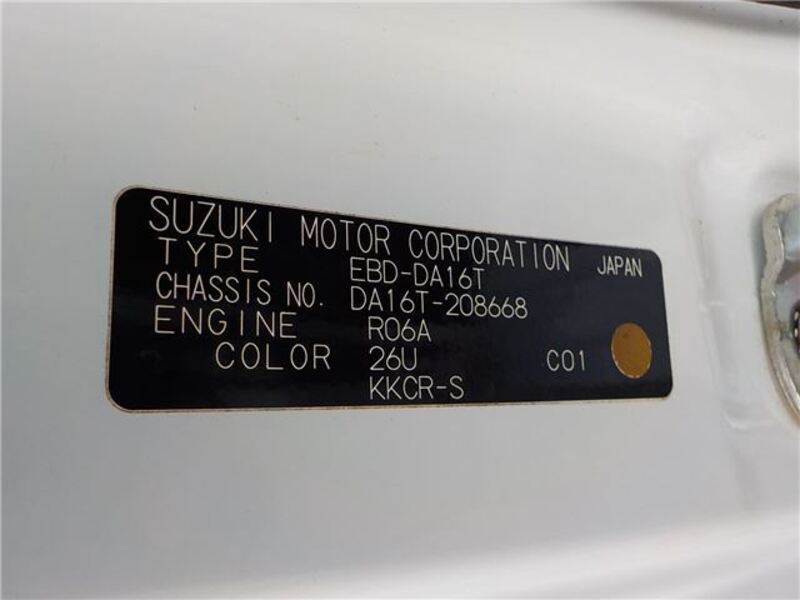 SUZUKI MOTOR CORPORATION JAPAN
TYPE EBD-DA16T
CHASSIS NO. DA16T-208668
ENGINE R06A
COLOR 26U C01
KKCR-S